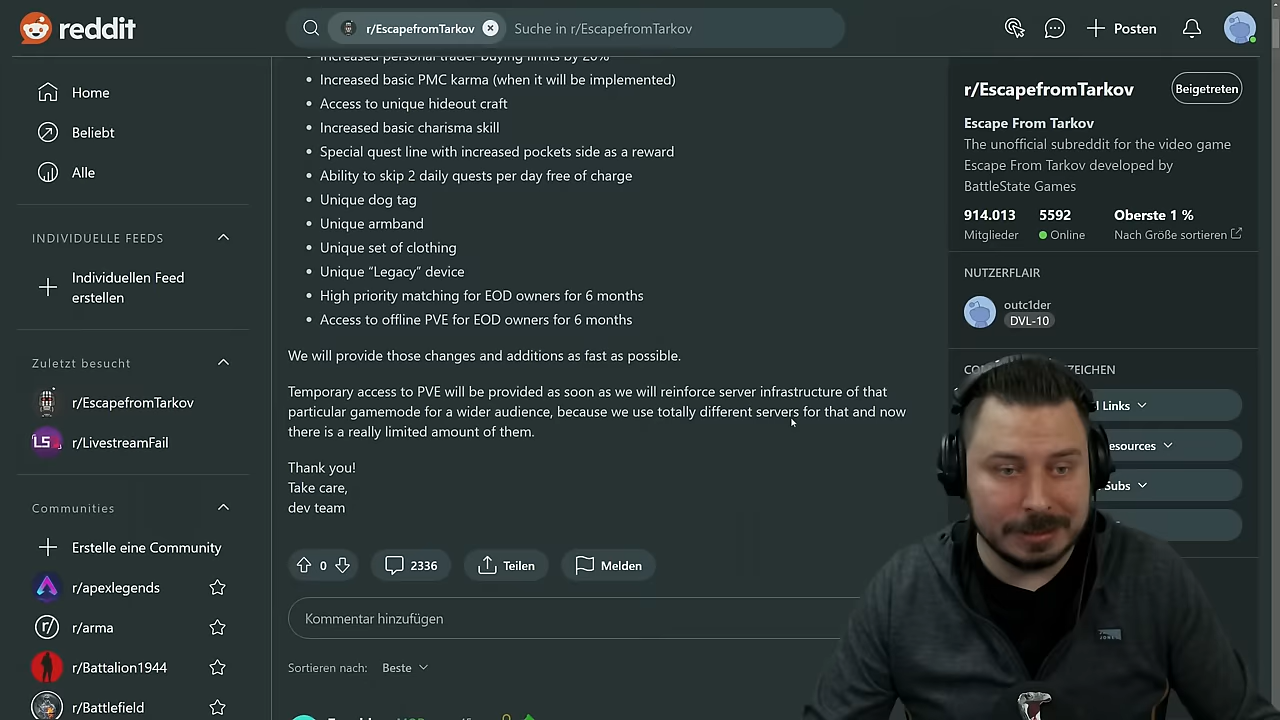 reddit
r/EscapefromTarkov
Suche in r/EscapefromTarkov
Posten
Home
Beliebt
Alle
INDIVIDUELLE FEEDS
Individuellen Feed
erstellen
Zuletzt besucht
r/EscapefromTarkov
r/LivestreamFail
Communities
Erstelle eine Community
r/apexlegends
r/arma
r/Battalion1944
r/Battlefield
Increased personal trader buying limits by 20%
Increased basic PMC karma (when it will be implemented)
Access to unique hideout craft
Increased basic charisma skill
Special quest line with increased pockets side as a reward
Ability to skip 2 daily quests per day free of charge
Unique dog tag
Unique armband
Unique set of clothing
Unique “Legacy” device
High priority matching for EOD owners for 6 months
Access to offline PVE for EOD owners for 6 months
We will provide those changes and additions as fast as possible.
Temporary access to PVE will be provided as soon as we will reinforce server infrastructure of that
particular gamemode for a wider audience, because we use totally different servers for that and now
there is a really limited amount of them.
Thank you!
Take care,
dev team
0
2336
Teilen
Melden
Kommentar hinzufügen
Sortieren nach: Beste
r/EscapefromTarkov
Beigetreten
Escape From Tarkov
The unofficial subreddit for the video game
Escape From Tarkov developed by
BattleState Games
914.013 5592 Oberste 1 %
Mitglieder Online Nach Größe sortieren
NUTZERFLAIR
outc1der
DVL-10
Links
Subs